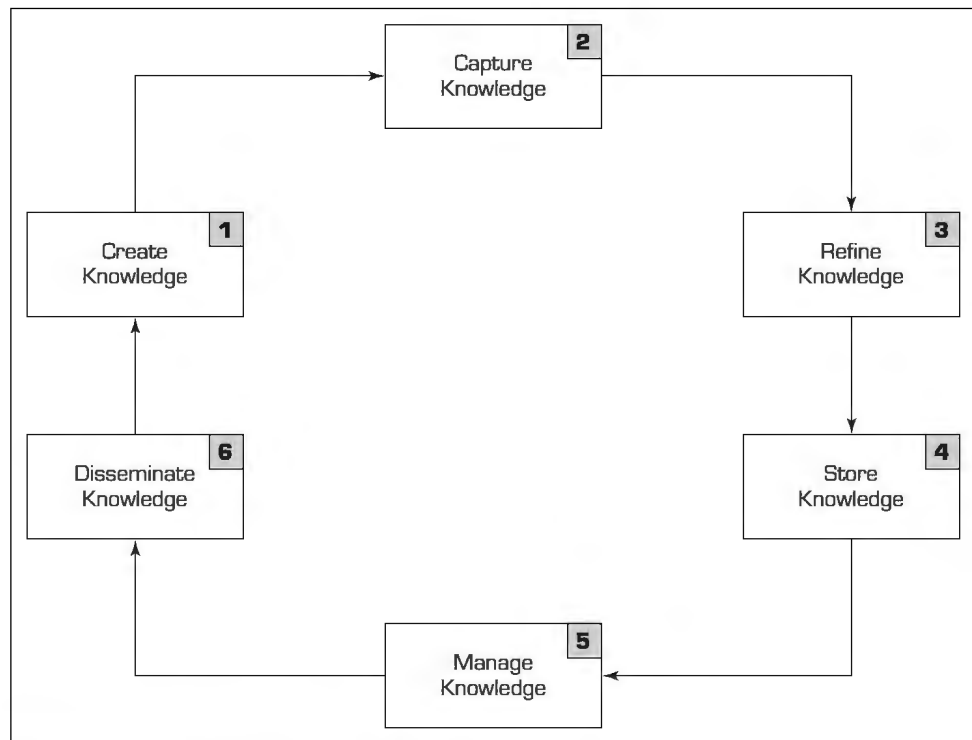 2
Capture
Knowledge
1
Create
Knowledge
3
Refine
Knowledge
6
Disseminate
Knowledge
4
Store
Knowledge
5
Manage
Knowledge